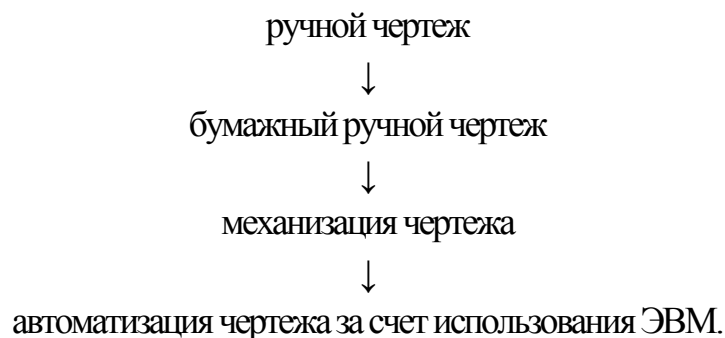 ручной чертеж
↓
бумажный ручной чертеж
↓
механизация чертежа
↓
автоматизация чертежа за счет использования ЭВМ.